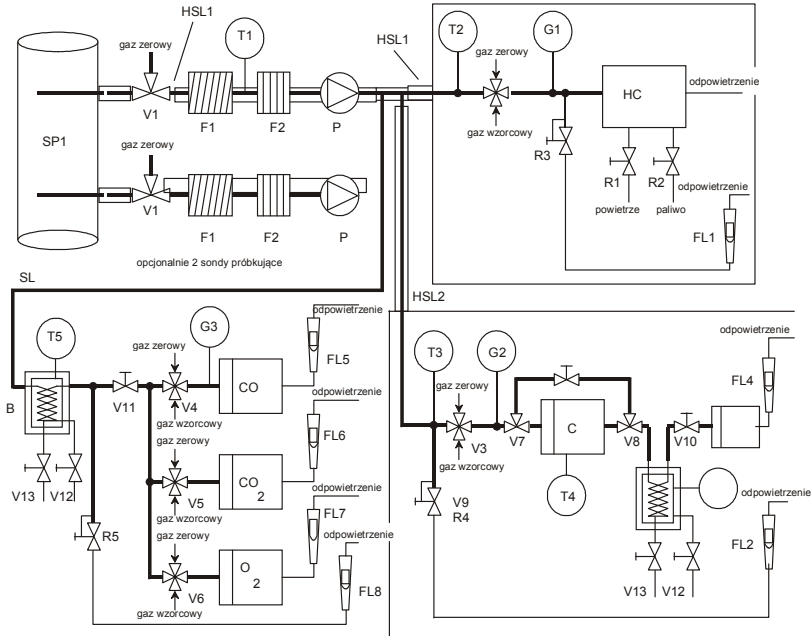 HSL1
gaz zerowy
T1
V1
F1
F2
P
SP1
gaz zerowy
V1
F1
F2
P
opcjonalnie 2 sondy próbkujące
HSL1
T2
G1
gaz zerowy
gaz wzorcowy
HC
odpowietrzenie
R3
R1
R2
powietrze
paliwo
odpowietrzenie
FL1
SL
HSL2
T5
B
V13
V12
V11
R5
gaz zerowy
G3
V4
gaz wzorcowy
CO
odpowietrzenie
FL5
gaz zerowy
V5
gaz wzorcowy
CO
2
odpowietrzenie
FL6
gaz zerowy
V6
gaz wzorcowy
O
2
odpowietrzenie
FL7
odpowietrzenie
FL8
T3
G2
gaz zerowy
V3
gaz wzorcowy
V7
C
T4
V8
V10
odpowietrzenie
FL4
V9
R4
V13
V12
odpowietrzenie
FL2